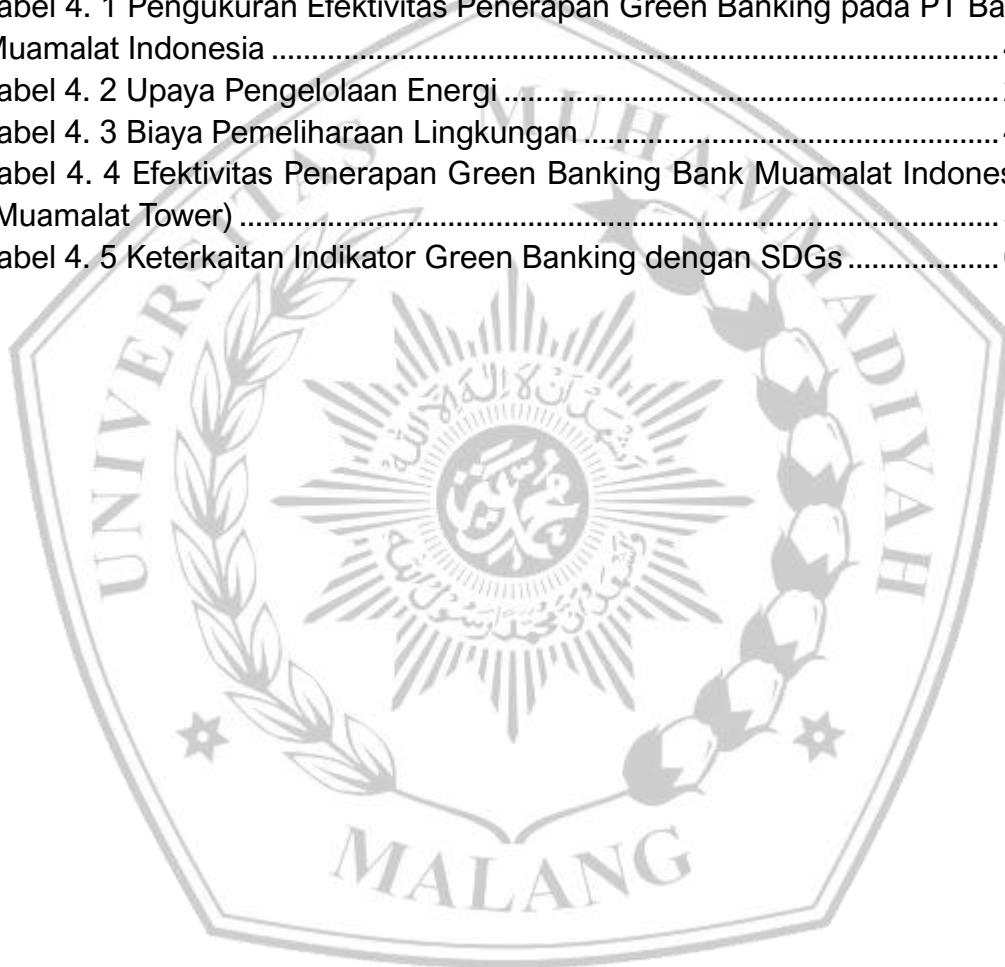 abel 4. 1 Pengukuran Efektivitas Penerapan Green Banking pada PT Ba
Muamalat Indonesia ....................................................................................
abel 4. 2 Upaya Pengelolaan Energi ..........................................................
abel 4. 3 Biaya Pemeliharaan Lingkungan .................................................
abel 4. 4 Efektivitas Penerapan Green Banking Bank Muamalat Indones
Muamalat Tower) ........................................................................................
abel 4. 5 Keterkaitan Indikator Green Banking dengan SDGs ..................
UNIVERSITAS MUHAMMADIYAH
MALANG